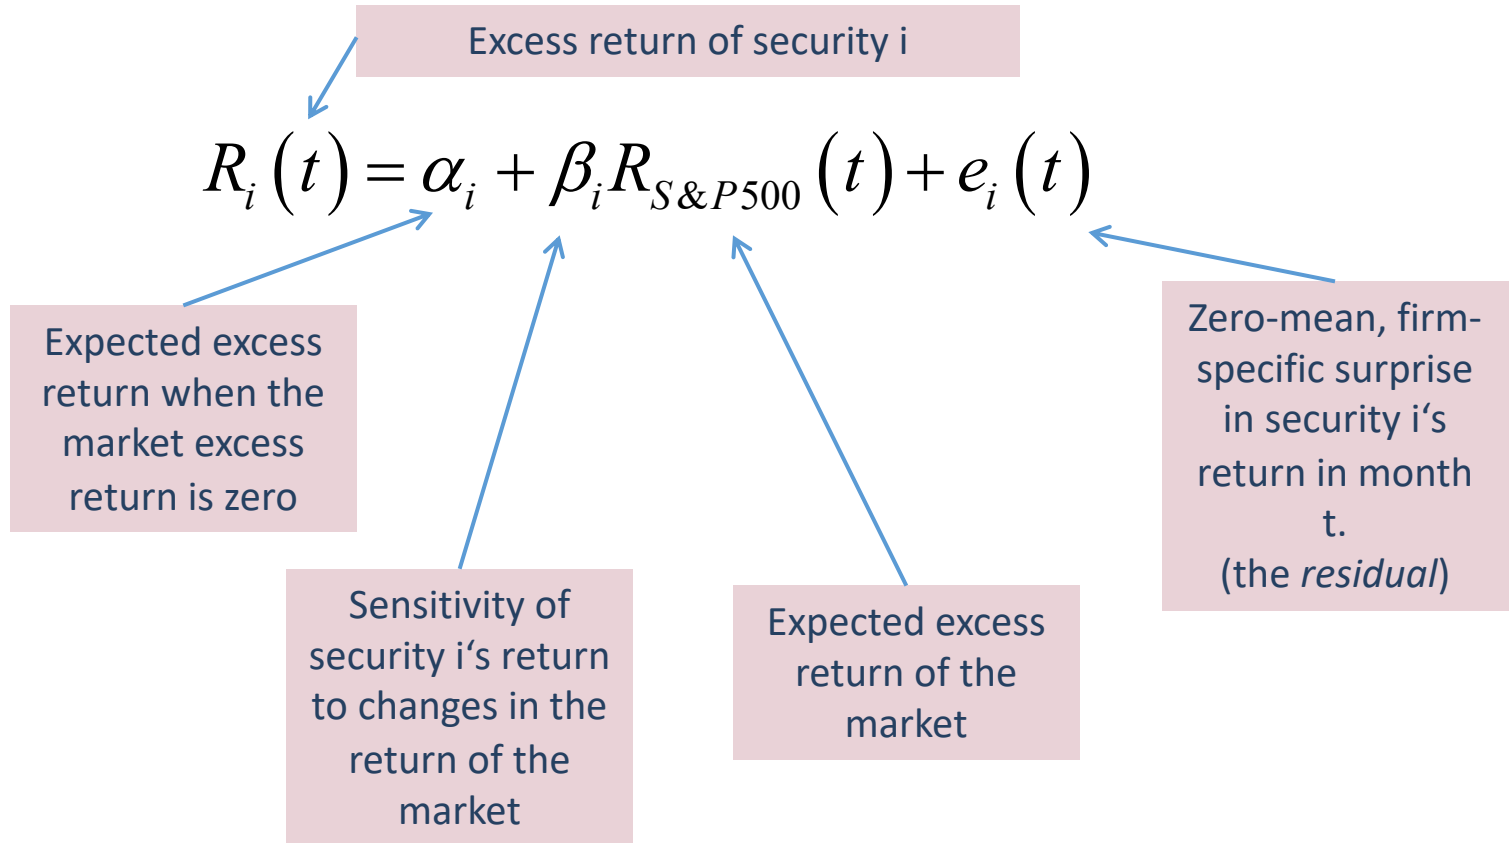 Excess return of security i
R_i(t) = α_i + β_i R_{S&P500}(t) + e_i(t)
Expected excess
return when the
market excess
return is zero
Sensitivity of
security i‘s return
to changes in the
return of the
market
Expected excess
return of the
market
Zero-mean, firm-
specific surprise
in security i‘s
return in month
t.
(the residual)